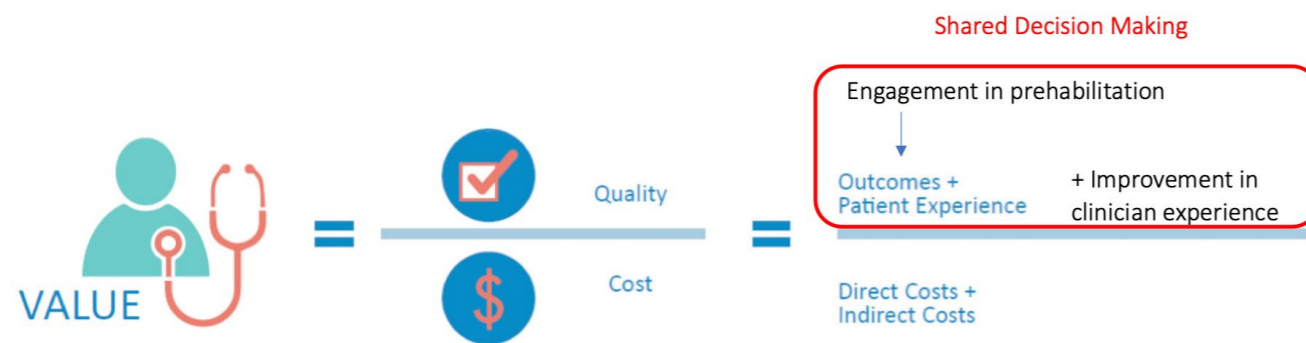 Shared Decision Making
Engagement in prehabilitation
Outcomes +
Patient Experience
+ Improvement in
clinician experience
Quality
VALUE
=
=
Cost
$
Direct Costs +
Indirect Costs